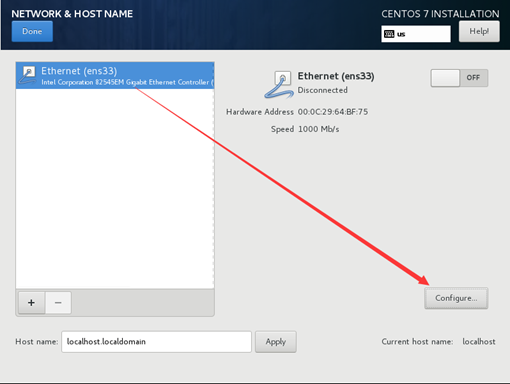 NETWORK & HOST NAME
CENTOS 7 INSTALLATION
Done
us
Help!
Ethernet (ens33)
Intel Corporation 82545EM Gigabit Ethernet Controller (
Ethernet (ens33)
Disconnected
OFF
Hardware Address 00:0C:29:64:BF:75
Speed 1000 Mb/s
+ −
Configure...
Host name: localhost.localdomain Apply
Current host name: localhost